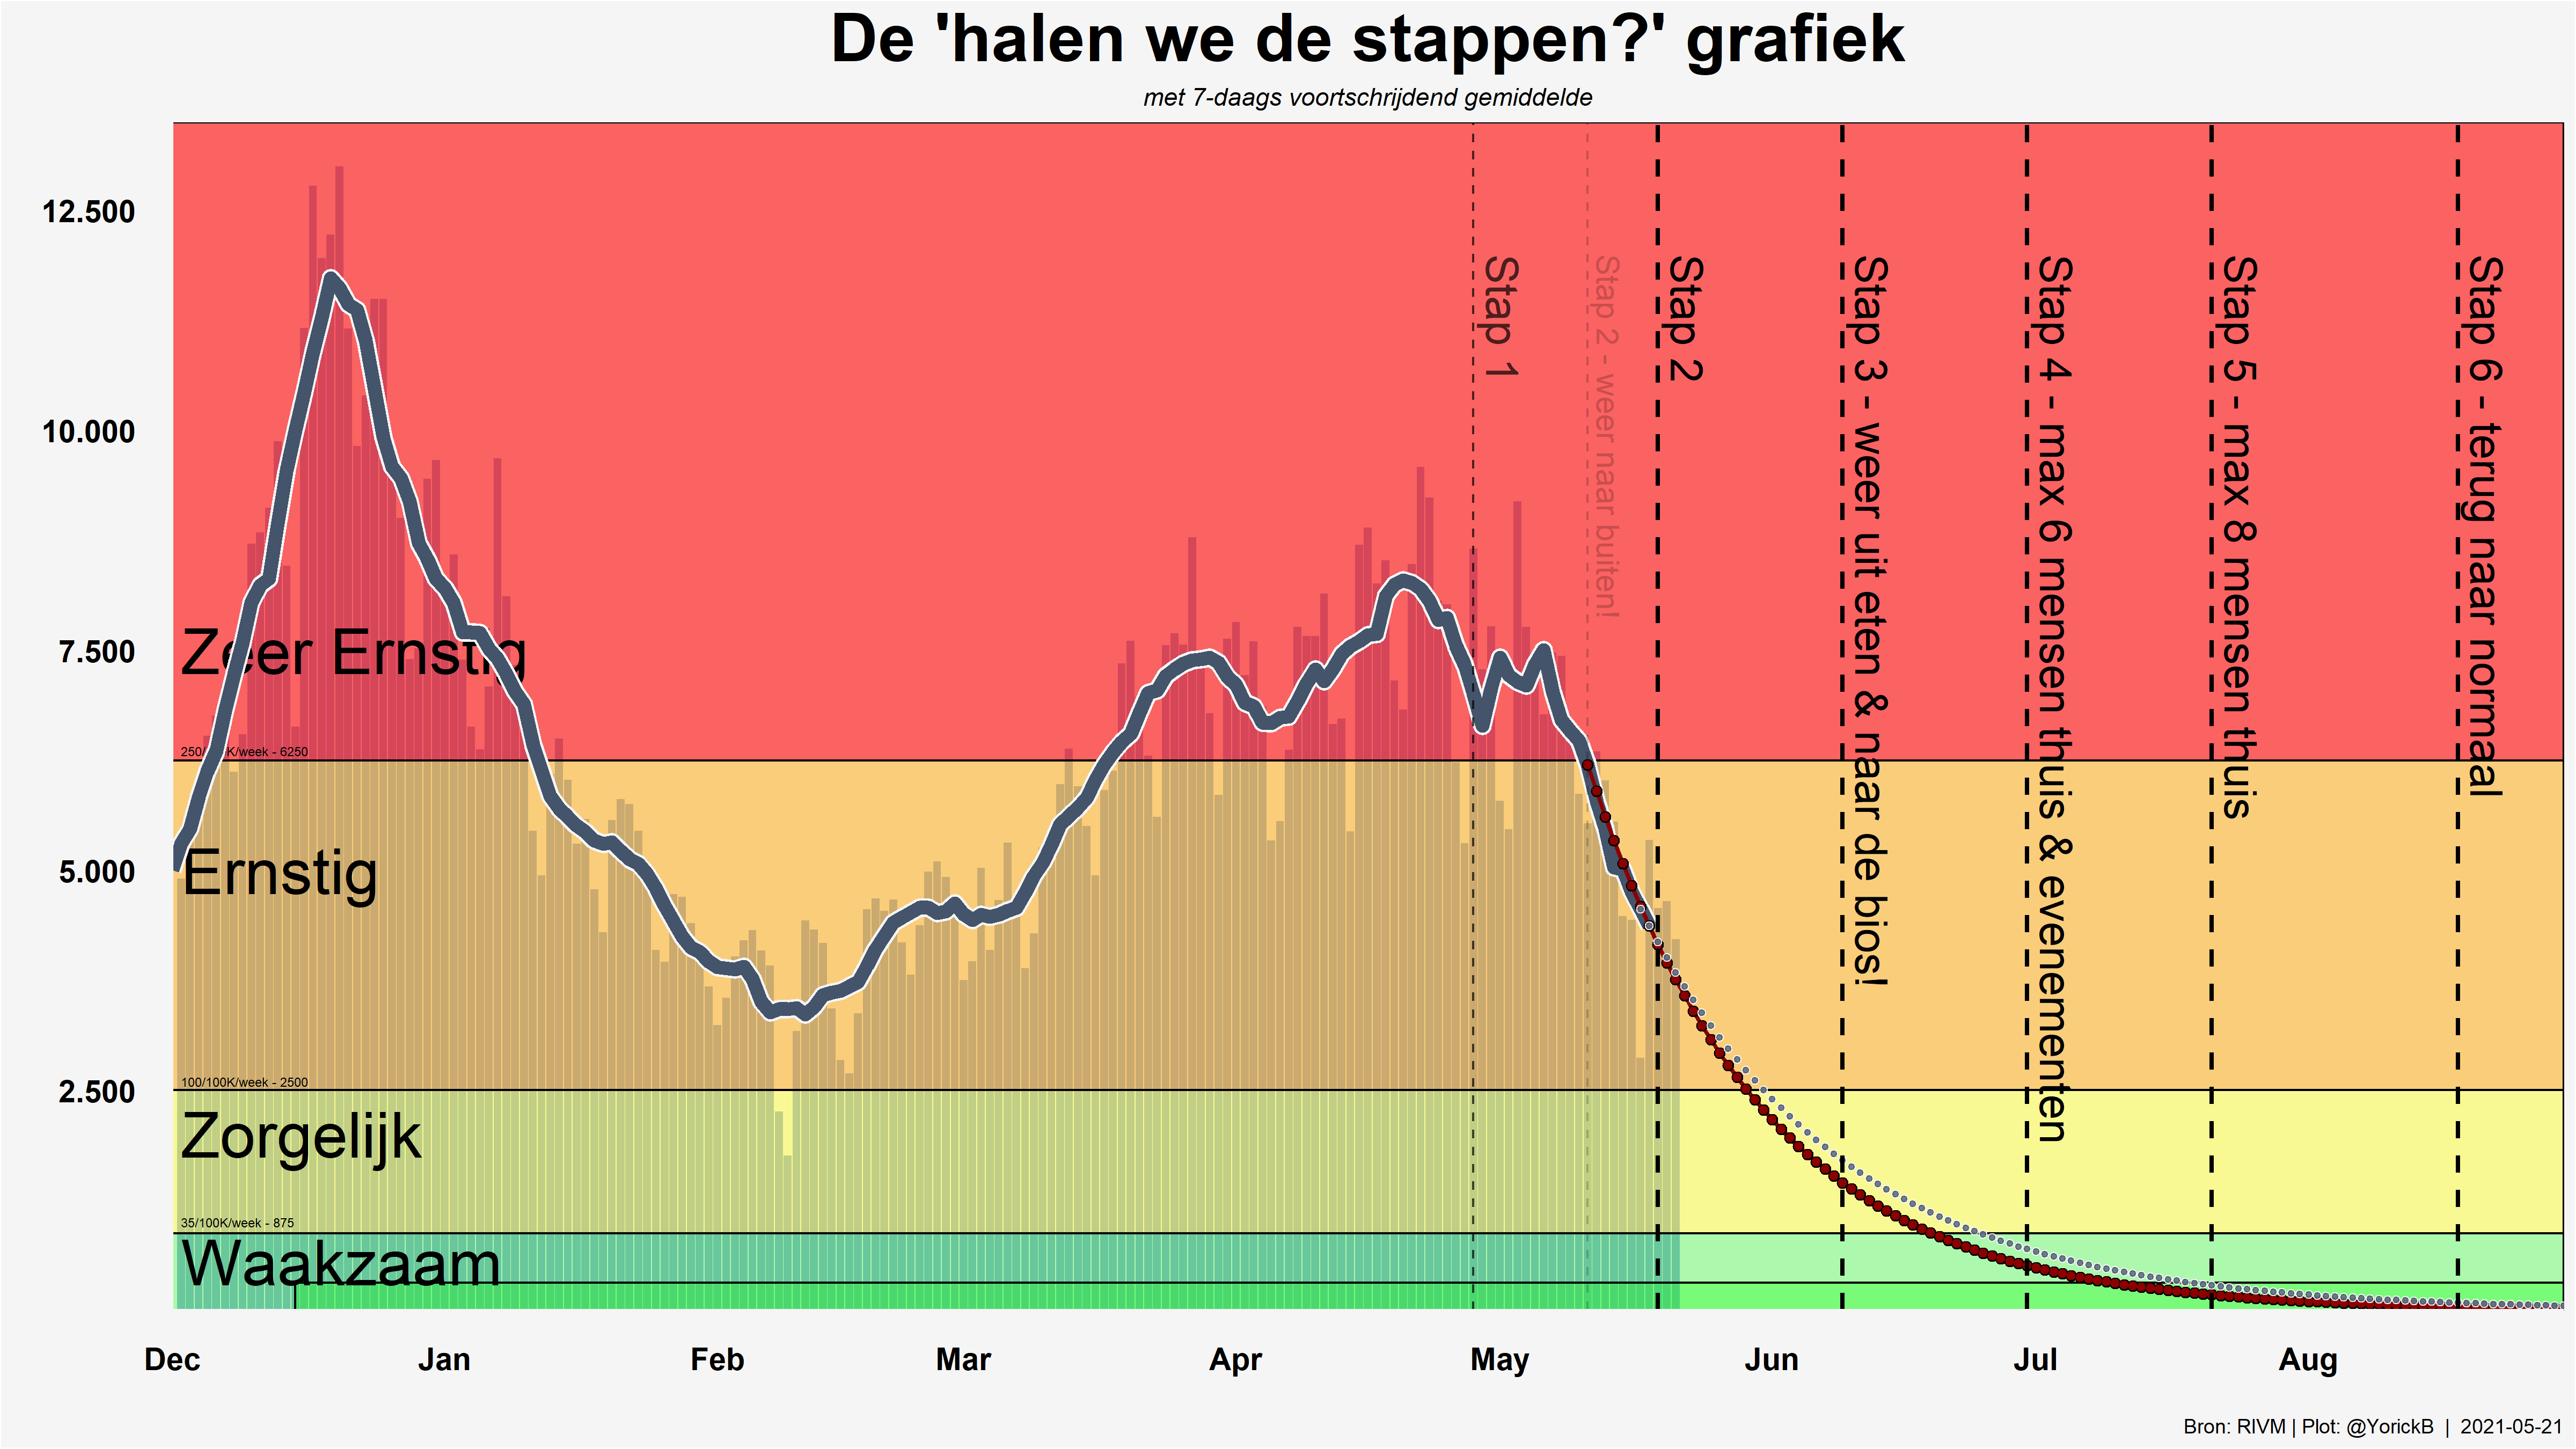 De 'halen we de stappen?' grafiek
met 7-daags voortschrijdend gemiddelde
12.500
10.000
7.500
5.000
2.500
Zeer Ernstig
250/100K/week - 6250
Ernstig
100/100K/week - 2500
Zorgelijk
35/100K/week - 875
Waakzaam
Stap 1
Stap 2 - weer naar buiten!
Stap 2
Stap 3 - weer uit eten & naar de bios!
Stap 4 - max 6 mensen thuis & evenementen
Stap 5 - max 8 mensen thuis
Stap 6 - terug naar normaal
Dec Jan Feb Mar Apr May Jun Jul Aug
Bron: RIVM | Plot: @YorickB | 2021-05-21